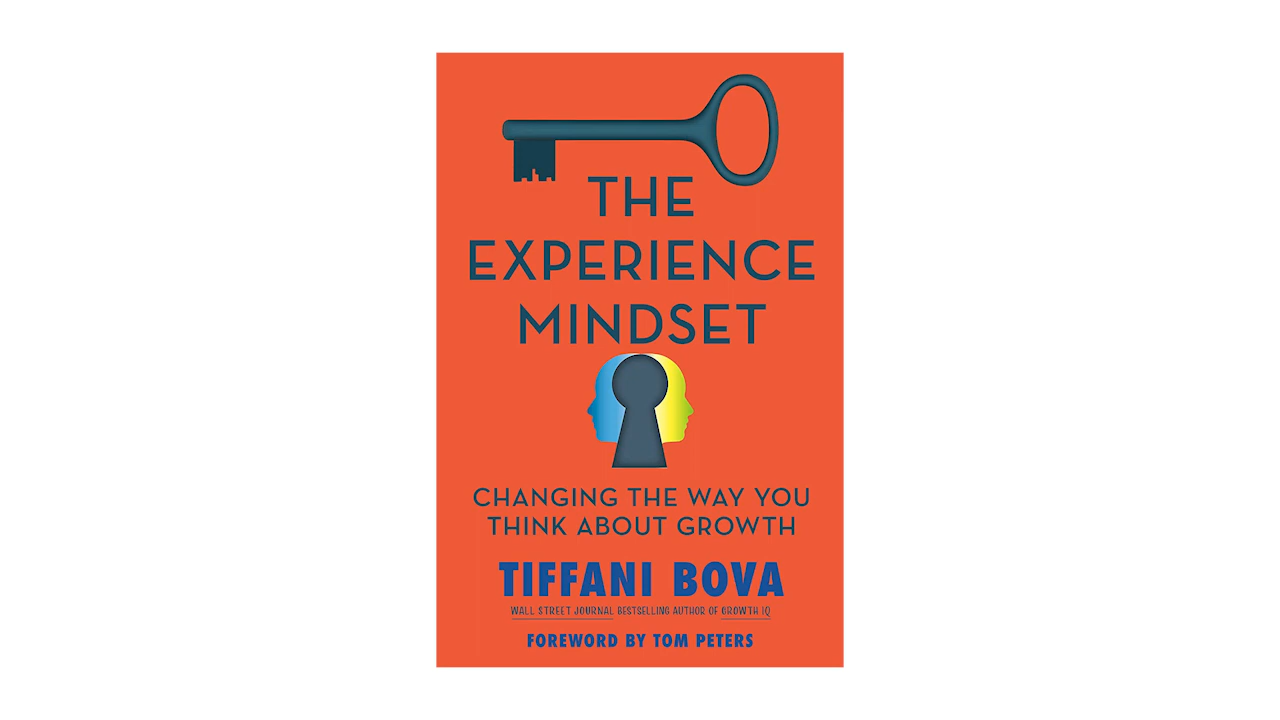 THE
EXPERIENCE
MINDSET
CHANGING THE WAY YOU
THINK ABOUT GROWTH
TIFFANI BOVA
WALL STREET JOURNAL BESTSELLING AUTHOR OF GROWTH IQ
FOREWORD BY TOM PETERS